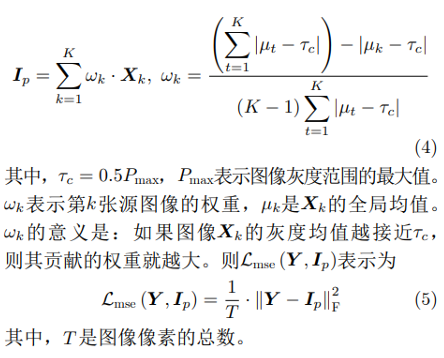 $$\boldsymbol{I}_p = \sum_{k=1}^{K} \omega_k \cdot \boldsymbol{X}_k, \ \omega_k = \frac{\left(\sum_{t=1}^{K} |\mu_t - \tau_c|\right) - |\mu_k - \tau_c|}{(K-1)\sum_{t=1}^{K} |\mu_t - \tau_c|}$$
(4)
其中，$\tau_c = 0.5P_{\max}$，$P_{\max}$表示图像灰度范围的最大值。
$\omega_k$表示第$k$张源图像的权重，$\mu_k$是$\boldsymbol{X}_k$的全局均值。
$\omega_k$的意义是：如果图像$\boldsymbol{X}_k$的灰度均值越接近$\tau_c$，
则其贡献的权重就越大。则$\mathcal{L}_{\mathrm{mse}}(\boldsymbol{Y}, \boldsymbol{I}_p)$表示为
$$\mathcal{L}_{\mathrm{mse}}(\boldsymbol{Y}, \boldsymbol{I}_p) = \frac{1}{T} \cdot \|\boldsymbol{Y} - \boldsymbol{I}_p\|_{\mathrm{F}}^2 \quad (5)$$
其中，$T$是图像像素的总数。